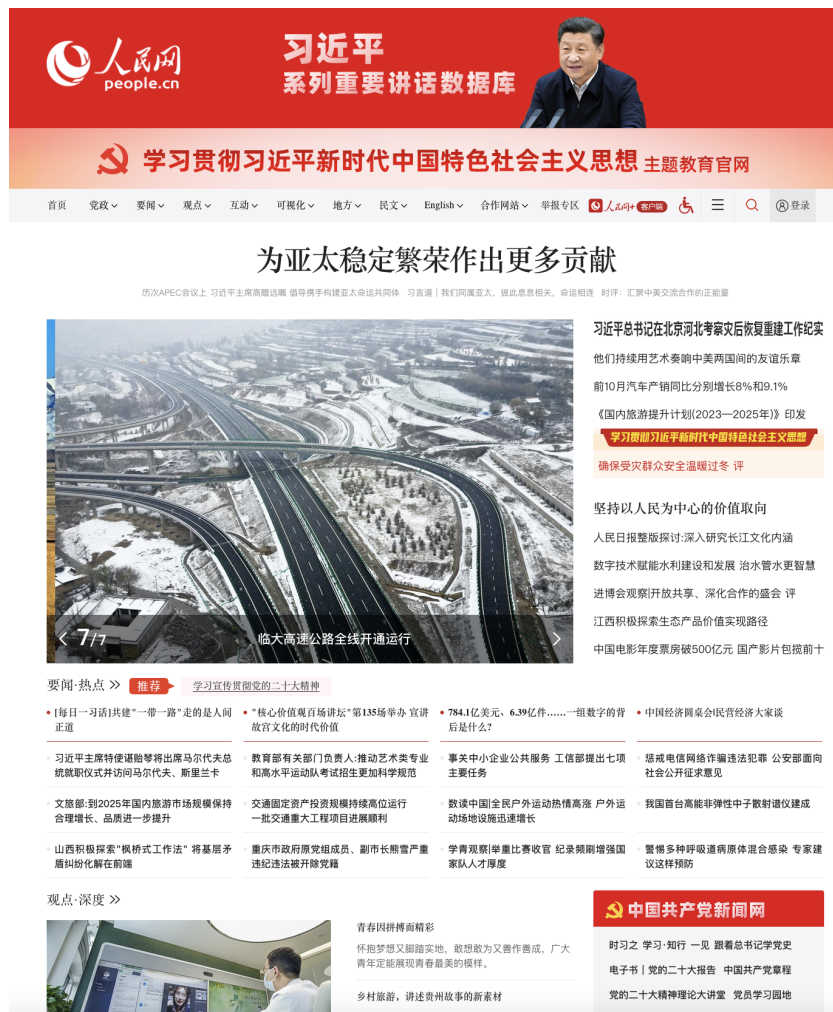 人民网
people.cn
习近平
系列重要讲话数据库
学习贯彻习近平新时代中国特色社会主义思想 主题教育官网
首页 党政 要闻 观点 互动 可视化 地方 民文 English 合作网站 举报专区 人民网+ 客户端 登录
为亚太稳定繁荣作出更多贡献
历次APEC会议上 习近平主席高瞻远瞩 倡导携手构建亚太命运共同体 习言道｜我们同属亚太，彼此息息相关，命运相连 时评：汇聚中美交流合作的正能量
7/7
临大高速公路全线开通运行
习近平总书记在北京河北考察灾后恢复重建工作纪实
他们持续用艺术奏响中美两国间的友谊乐章
前10月汽车产销同比分别增长8%和9.1%
《国内旅游提升计划(2023—2025年)》印发
学习贯彻习近平新时代中国特色社会主义思想
确保受灾群众安全温暖过冬 评
坚持以人民为中心的价值取向
人民日报整版探讨:深入研究长江文化内涵
数字技术赋能水利建设和发展 治水管水更智慧
进博会观察|开放共享、深化合作的盛会 评
江西积极探索生态产品价值实现路径
中国电影年度票房破500亿元 国产影片包揽前十
要闻·热点
推荐
学习宣传贯彻党的二十大精神
[每日一习话]共建"一带一路"走的是人间
正道
"核心价值观百场讲坛"第135场举办 宣讲
故宫文化的时代价值
784.1亿美元、6.39亿件……一组数字的背
后是什么?
中国经济圆桌会|民营经济大家谈
习近平主席特使谌贻琴将出席马尔代夫总
统就职仪式并访问马尔代夫、斯里兰卡
教育部有关部门负责人:推动艺术类专业
和高水平运动队考试招生更加科学规范
事关中小企业公共服务 工信部提出七项
主要任务
惩戒电信网络诈骗违法犯罪 公安部面向
社会公开征求意见
文旅部:到2025年国内旅游市场规模保持
合理增长、品质进一步提升
交通固定资产投资规模持续高位运行
一批交通重大工程项目进展顺利
数读中国|全民户外运动热情高涨 户外运
动场地设施迅速增长
我国首台高能非弹性中子散射谱仪建成
山西积极探索"枫桥式工作法" 将基层矛
盾纠纷化解在前端
重庆市政府原党组成员、副市长熊雪严重
违纪违法被开除党籍
学青观察|举重比赛收官 纪录频刷增强国
家队人才厚度
警惕多种呼吸道病原体混合感染 专家建
议这样预防
观点·深度
青春因拼搏而精彩
怀抱梦想又脚踏实地，敢想敢为又善作善成，广大
青年定能展现青春最美的模样。
乡村旅游，讲述贵州故事的新素材
中国共产党新闻网
时习之 学习·知行 一见 跟着总书记学党史
电子书｜党的二十大报告 中国共产党章程
党的二十大精神理论大讲堂 党员学习园地